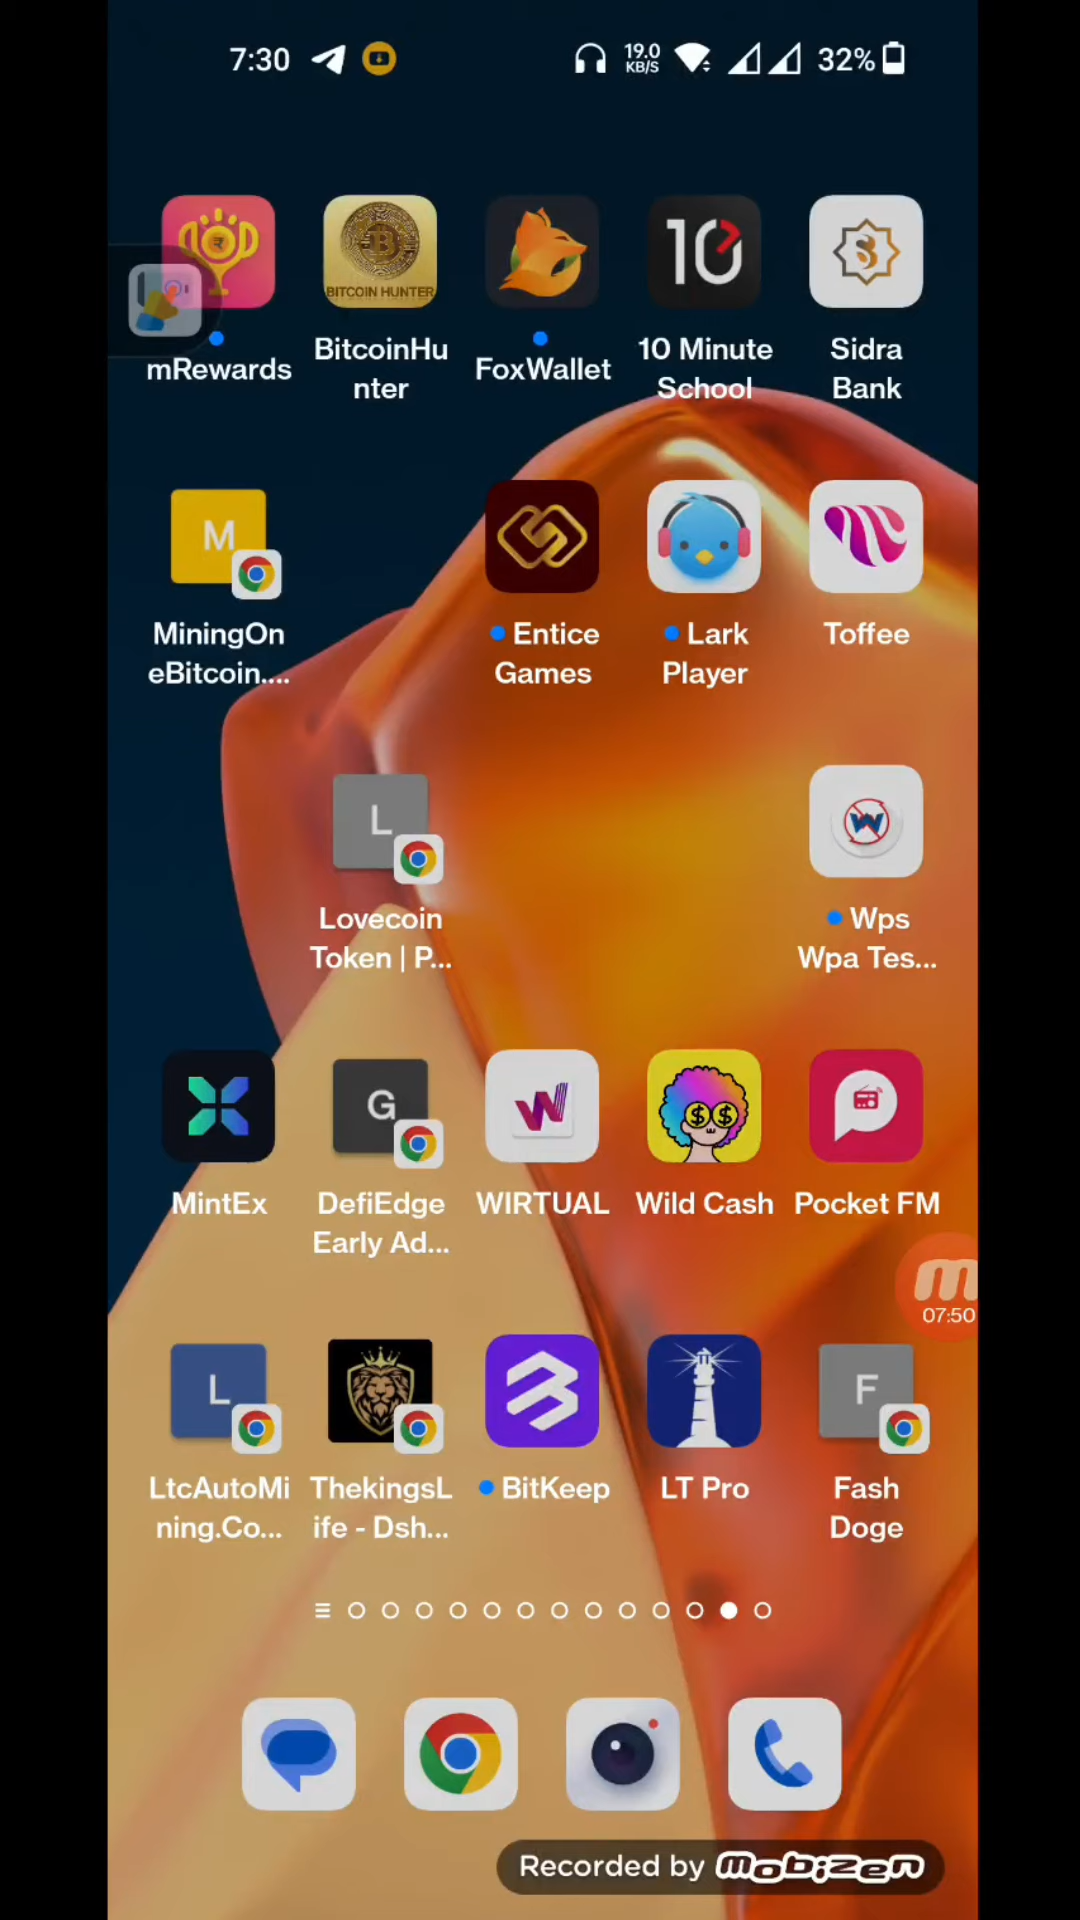 7:30
19.0
KB/S
32%
BITCOIN HUNTER
10
mRewards
BitcoinHu
nter
FoxWallet
10 Minute
School
Sidra
Bank
M
MiningOn
eBitcoin....
Entice
Games
Lark
Player
Toffee
L
W
Lovecoin
Token | P...
Wps
Wpa Tes...
G
W
$ $
MintEx
DefiEdge
Early Ad...
WIRTUAL
Wild Cash
Pocket FM
m
07:50
L
F
LtcAutoMi
ning.Co...
ThekingsL
ife - Dsh...
BitKeep
LT Pro
Fash
Doge
Recorded by mobizen